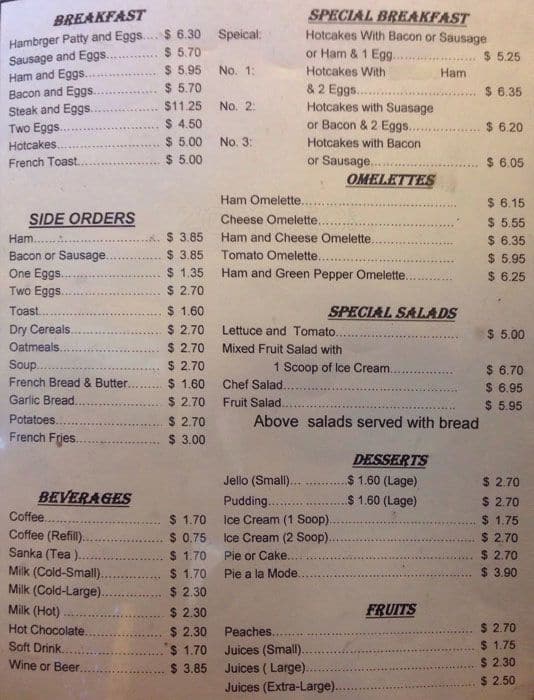 BREAKFAST
Hambrger Patty and Eggs.... $ 6.30
Sausage and Eggs............. $ 5.70
Ham and Eggs................. $ 5.95
Bacon and Eggs............... $ 5.70
Steak and Eggs................ $11.25
Two Eggs....................... $ 4.50
Hotcakes........................ $ 5.00
French Toast................... $ 5.00
SIDE ORDERS
Ham............................. $ 3.85
Bacon or Sausage............. $ 3.85
One Eggs....................... $ 1.35
Two Eggs....................... $ 2.70
Toast............................ $ 1.60
Dry Cereals..................... $ 2.70
Oatmeals........................ $ 2.70
Soup............................. $ 2.70
French Bread & Butter........ $ 1.60
Garlic Bread.................... $ 2.70
Potatoes........................ $ 2.70
French Fries.................... $ 3.00
BEVERAGES
Coffee........................... $ 1.70
Coffee (Refill)................... $ 0.75
Sanka (Tea ).................... $ 1.70
Milk (Cold-Small)............... $ 1.70
Milk (Cold-Large)............... $ 2.30
Milk (Hot) ....................... $ 2.30
Hot Chocolate................... $ 2.30
Soft Drink........................ $ 1.70
Wine or Beer.................... $ 3.85
SPECIAL BREAKFAST
Speical: Hotcakes With Bacon or Sausage
or Ham & 1 Egg...................... $ 5.25
No. 1: Hotcakes With Ham
& 2 Eggs.............................. $ 6.35
No. 2: Hotcakes with Suasage
or Bacon & 2 Eggs.................. $ 6.20
No. 3: Hotcakes with Bacon
or Sausage........................... $ 6.05
OMELETTES
Ham Omelette....................................... $ 6.15
Cheese Omelette................................... $ 5.55
Ham and Cheese Omelette...................... $ 6.35
Tomato Omelette................................... $ 5.95
Ham and Green Pepper Omelette............ $ 6.25
SPECIAL SALADS
Lettuce and Tomato............................... $ 5.00
Mixed Fruit Salad with
1 Scoop of Ice Cream................. $ 6.70
Chef Salad........................................... $ 6.95
Fruit Salad........................................... $ 5.95
Above salads served with bread
DESSERTS
Jello (Small)... ...........$ 1.60 (Lage) $ 2.70
Pudding....................$ 1.60 (Lage) $ 2.70
Ice Cream (1 Soop)................................ $ 1.75
Ice Cream (2 Soop)................................ $ 2.70
Pie or Cake.......................................... $ 2.70
Pie a la Mode........................................ $ 3.90
FRUITS
Peaches............................................... $ 2.70
Juices (Small)....................................... $ 1.75
Juices ( Large)...................................... $ 2.30
Juices (Extra-Large)............................... $ 2.50